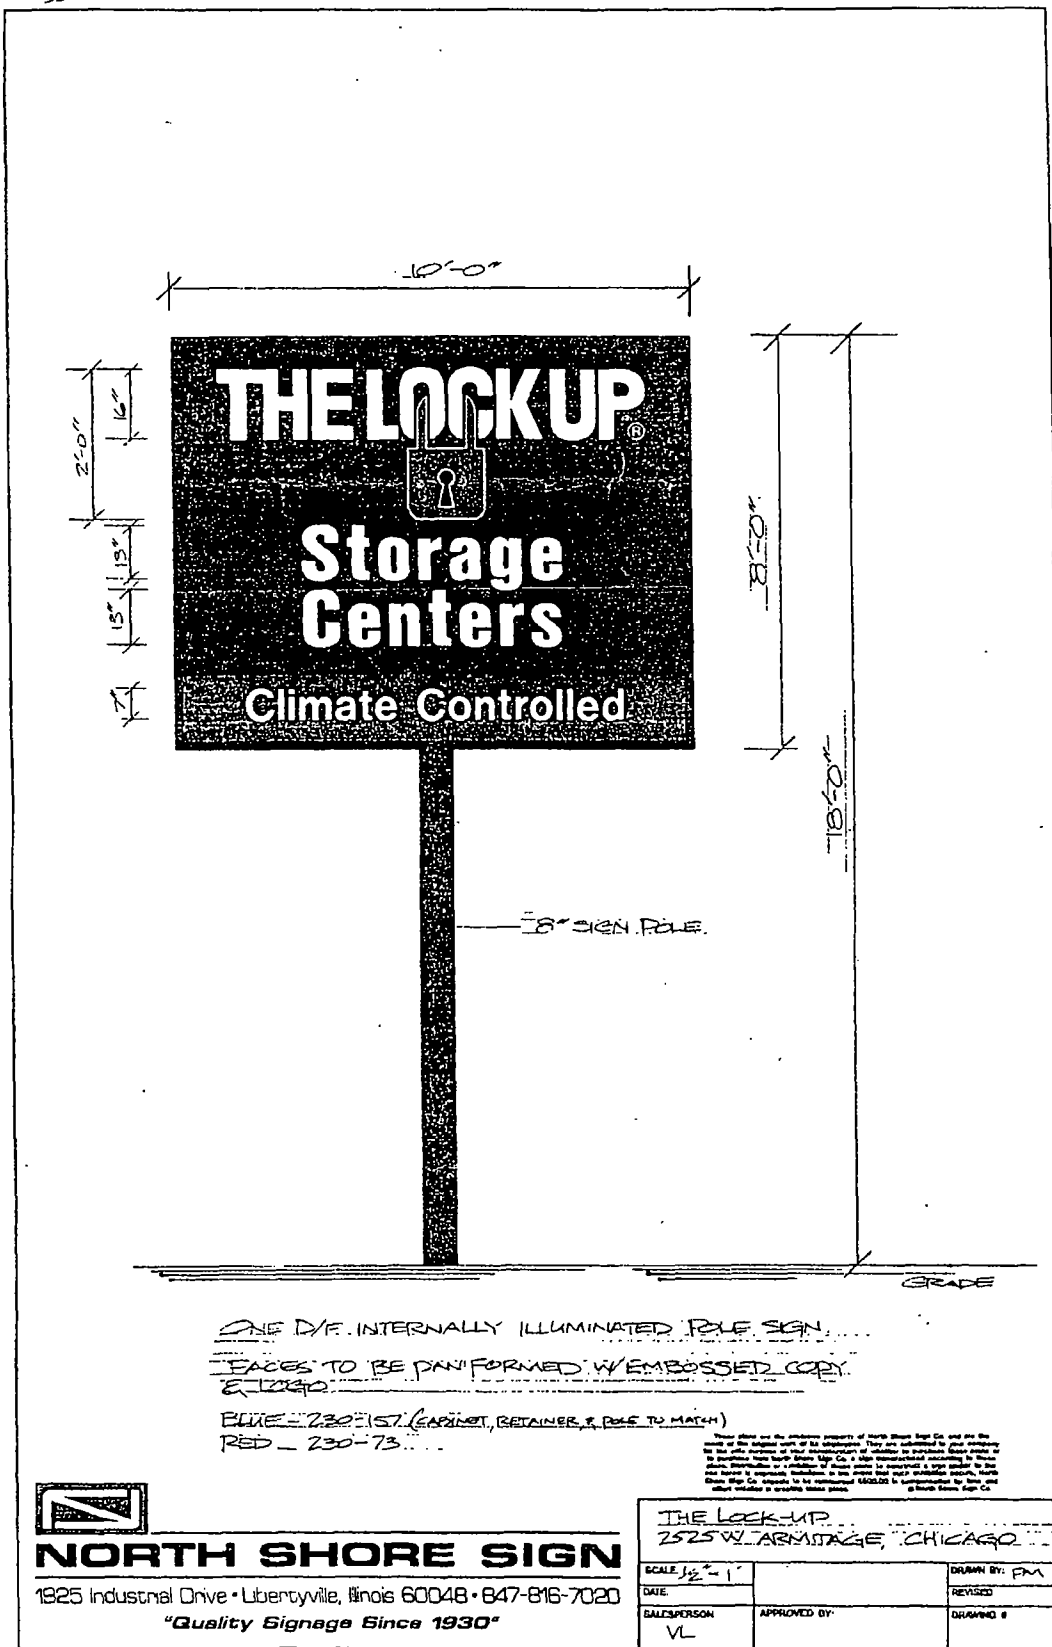 10'-0"
THE LOCK UP®
16"
2'-0"
Storage
13"
Centers
13"
8'-0"
Climate Controlled
7"
18'-0"
8" SIGN POLE.
GRADE
ONE D/F INTERNALLY ILLUMINATED POLE SIGN.
FACES TO BE PAN FORMED W/EMBOSSED COPY
& LOGO
BLUE - 230-157 (CABINET, RETAINER, & POLE TO MATCH)
RED - 230-73
NORTH SHORE SIGN
1925 Industrial Drive • Libertyville, Illinois 60048 • 847-816-7020
"Quality Signage Since 1930"
THE LOCK-UP
2525 W. ARMITAGE, CHICAGO
SCALE 1/2"-1'
DRAWN BY: FM
DATE.
REVISED
SALESPERSON
VL
APPROVED BY:
DRAWING #